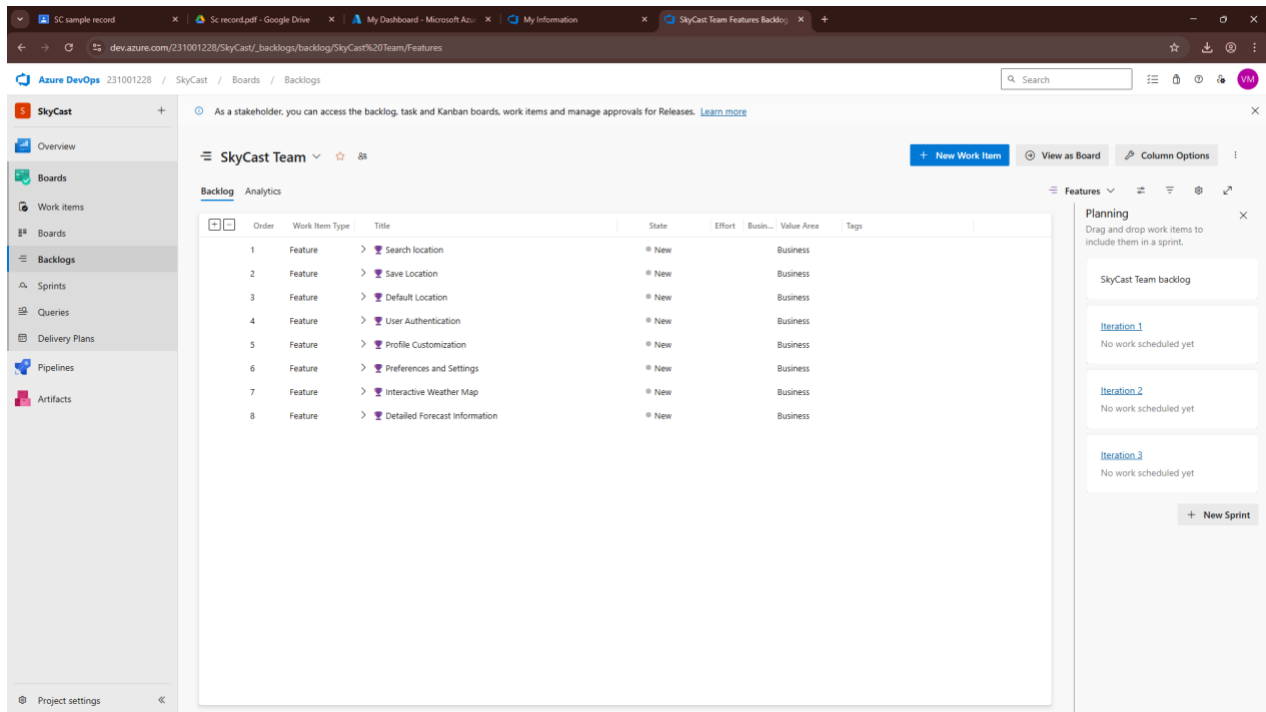 SC sample record
Sc record.pdf - Google Drive
My Dashboard - Microsoft Azu
My Information
SkyCast Team Features Backlog
dev.azure.com/231001228/SkyCast/_backlogs/backlog/SkyCast%20Team/Features
Azure DevOps 231001228 / SkyCast / Boards / Backlogs
Search
VM
S SkyCast
As a stakeholder, you can access the backlog, task and Kanban boards, work items and manage approvals for Releases. Learn more
Overview
Boards
Work items
Boards
Backlogs
Sprints
Queries
Delivery Plans
Pipelines
Artifacts
Project settings
SkyCast Team
+ New Work Item
View as Board
Column Options
Backlog Analytics
Features
Order Work Item Type Title State Effort Busin... Value Area Tags
1 Feature Search location New Business
2 Feature Save Location New Business
3 Feature Default Location New Business
4 Feature User Authentication New Business
5 Feature Profile Customization New Business
6 Feature Preferences and Settings New Business
7 Feature Interactive Weather Map New Business
8 Feature Detailed Forecast Information New Business
Planning
Drag and drop work items to
include them in a sprint.
SkyCast Team backlog
Iteration 1
No work scheduled yet
Iteration 2
No work scheduled yet
Iteration 3
No work scheduled yet
+ New Sprint